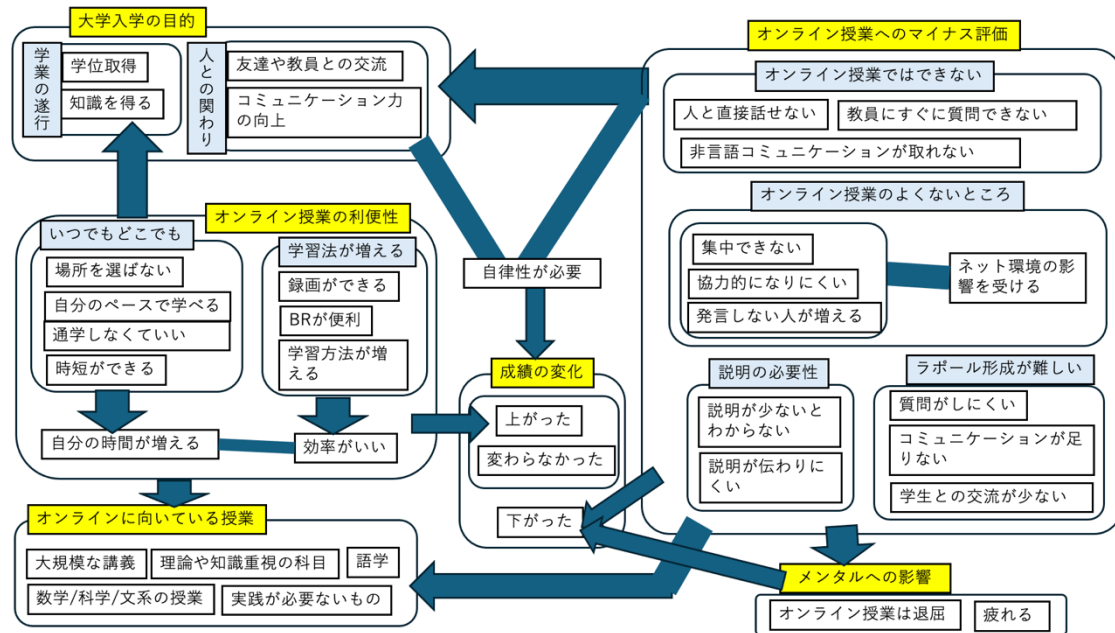 大学入学の目的
学業の遂行
学位取得
知識を得る
人との関わり
友達や教員との交流
コミュニケーション力
の向上
オンライン授業の利便性
いつでもどこでも
場所を選ばない
自分のペースで学べる
通学しなくていい
時短ができる
学習法が増える
録画ができる
BRが便利
学習方法が増
える
自分の時間が増える
効率がいい
オンラインに向いている授業
大規模な講義
理論や知識重視の科目
語学
数学/科学/文系の授業
実践が必要ないもの
自律性が必要
成績の変化
上がった
変わらなかった
下がった
オンライン授業へのマイナス評価
オンライン授業ではできない
人と直接話せない
教員にすぐに質問できない
非言語コミュニケーションが取れない
オンライン授業のよくないところ
集中できない
協力的になりにくい
発言しない人が増える
ネット環境の影
響を受ける
説明の必要性
説明が少ないと
わからない
説明が伝わりに
くい
ラポール形成が難しい
質問がしにくい
コミュニケーションが足
りない
学生との交流が少ない
メンタルへの影響
オンライン授業は退屈
疲れる